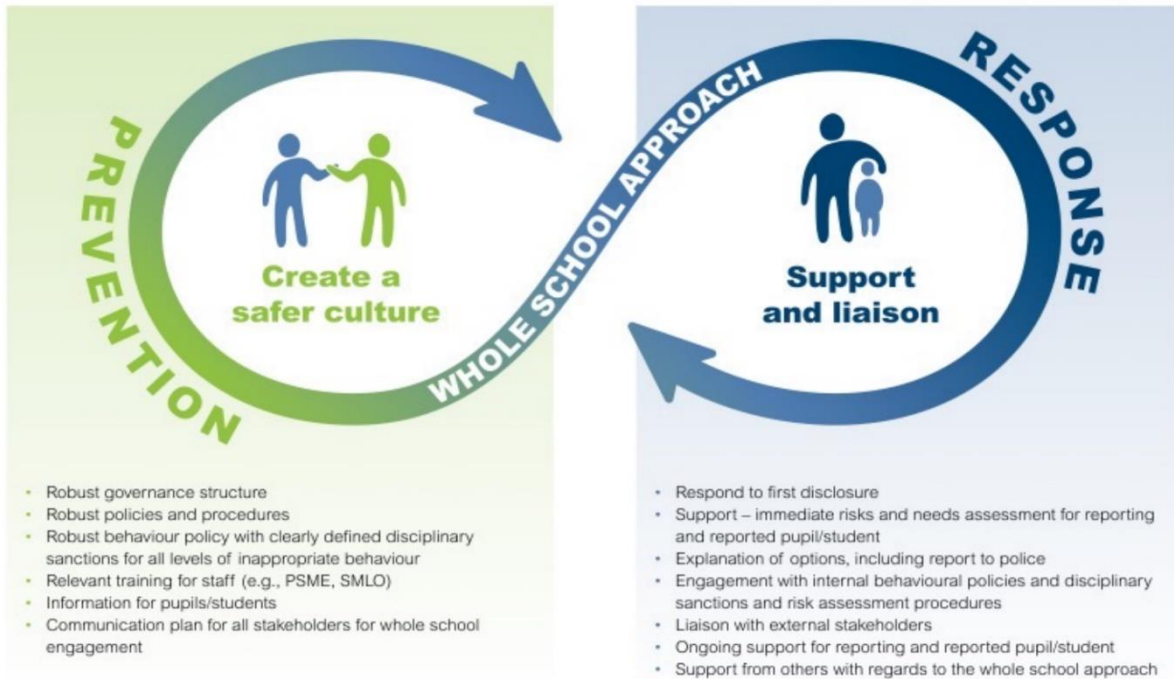 PREVENTION
Create a
safer culture
WHOLE SCHOOL APPROACH
RESPONSE
Support
and liaison
• Robust governance structure
• Robust policies and procedures
• Robust behaviour policy with clearly defined disciplinary
sanctions for all levels of inappropriate behaviour
• Relevant training for staff (e.g., PSME, SMLO)
• Information for pupils/students
• Communication plan for all stakeholders for whole school
engagement
• Respond to first disclosure
• Support – immediate risks and needs assessment for reporting
and reported pupil/student
• Explanation of options, including report to police
• Engagement with internal behavioural policies and disciplinary
sanctions and risk assessment procedures
• Liaison with external stakeholders
• Ongoing support for reporting and reported pupil/student
• Support from others with regards to the whole school approach